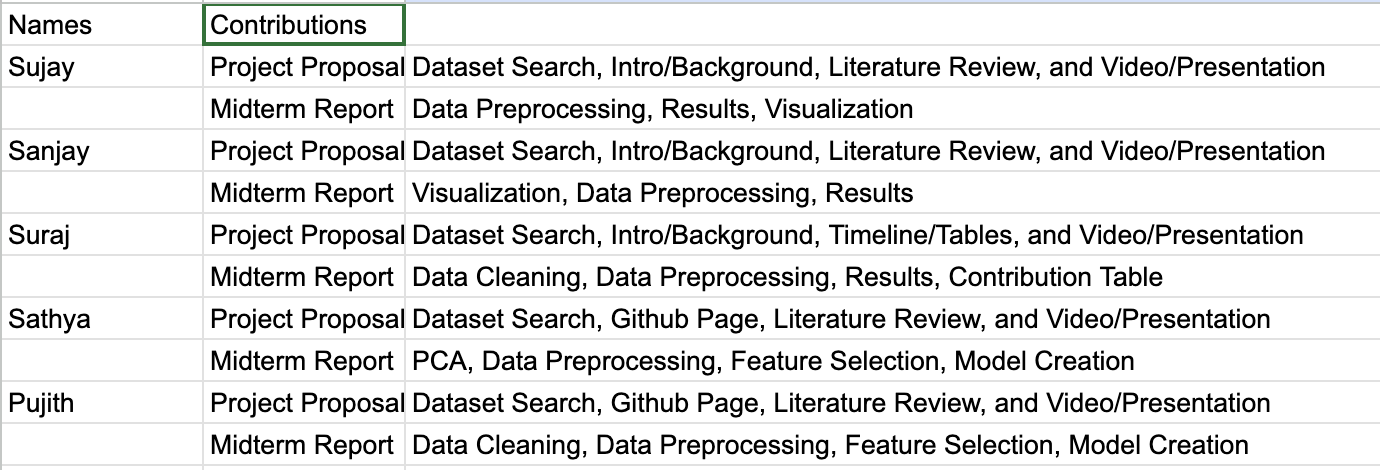 Names Contributions
Sujay Project Proposal Dataset Search, Intro/Background, Literature Review, and Video/Presentation
Midterm Report Data Preprocessing, Results, Visualization
Sanjay Project Proposal Dataset Search, Intro/Background, Literature Review, and Video/Presentation
Midterm Report Visualization, Data Preprocessing, Results
Suraj Project Proposal Dataset Search, Intro/Background, Timeline/Tables, and Video/Presentation
Midterm Report Data Cleaning, Data Preprocessing, Results, Contribution Table
Sathya Project Proposal Dataset Search, Github Page, Literature Review, and Video/Presentation
Midterm Report PCA, Data Preprocessing, Feature Selection, Model Creation
Pujith Project Proposal Dataset Search, Github Page, Literature Review, and Video/Presentation
Midterm Report Data Cleaning, Data Preprocessing, Feature Selection, Model Creation